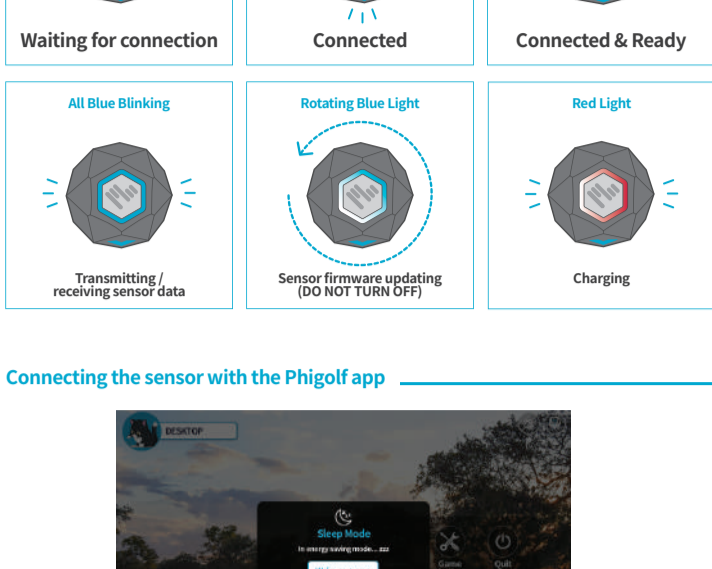 Waiting for connection
Connected
Connected & Ready
All Blue Blinking
Rotating Blue Light
Red Light
Transmitting /
receiving sensor data
Sensor firmware updating
(DO NOT TURN OFF)
Charging
Connecting the sensor with the Phigolf app
DESKTOP
Sleep Mode
In energy saving mode... zzz
Game
Quit